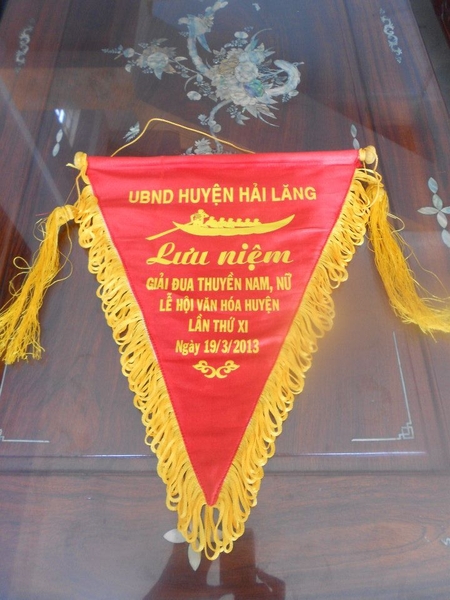 UBND HUYỆN HẢI LĂNG
Lưu niệm
GIẢI ĐUA THUYỀN NAM, NỮ
LỄ HỘI VĂN HÓA HUYỆN
LẦN THỨ XI
Ngày 19/3/2013